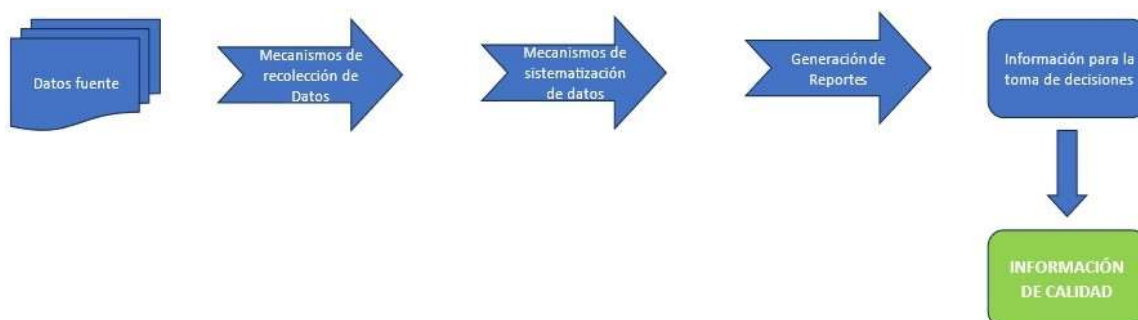 Datos fuente
Mecanismos de
recolección de
Datos
Mecanismos de
sistematización
de datos
Generación de
Reportes
Información para la
toma de decisiones
INFORMACIÓN
DE CALIDAD